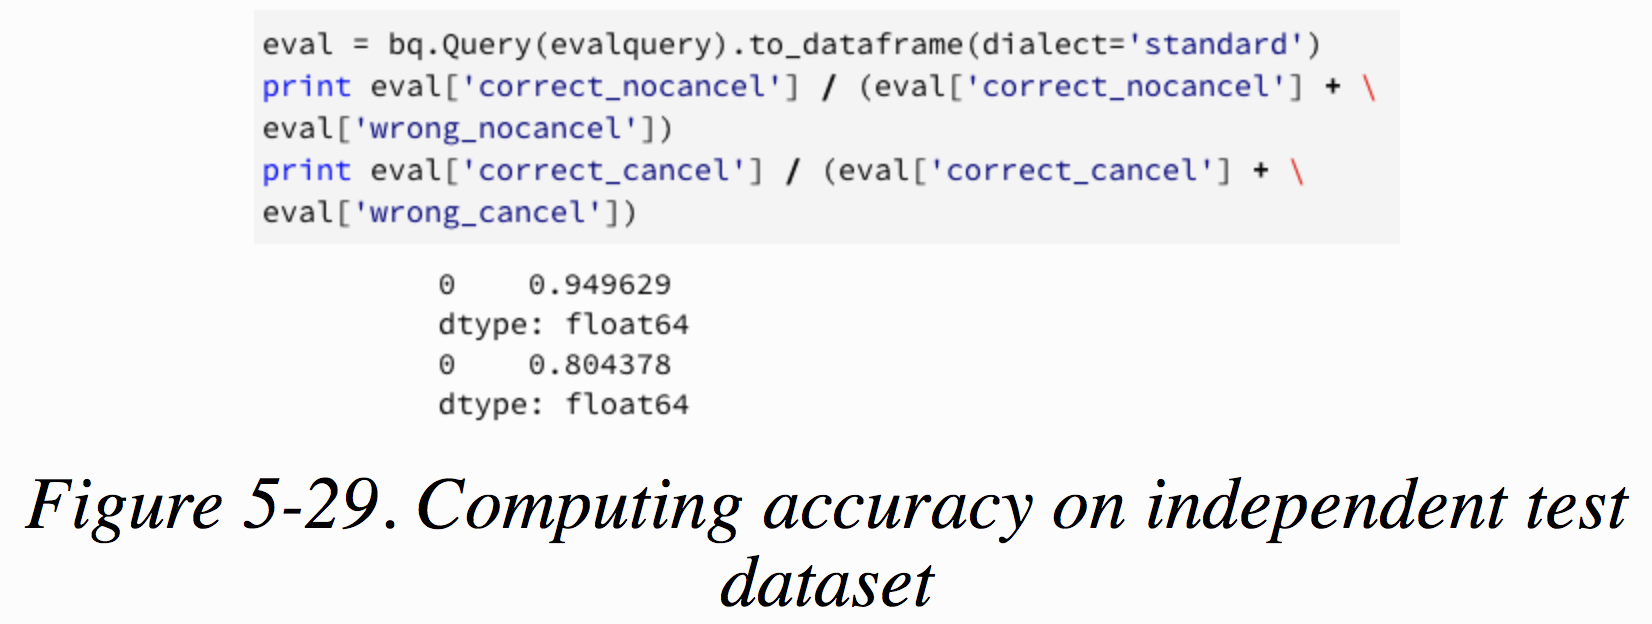 eval = bq.Query(evalquery).to_dataframe(dialect='standard')
print eval['correct_nocancel'] / (eval['correct_nocancel'] + \
eval['wrong_nocancel'])
print eval['correct_cancel'] / (eval['correct_cancel'] + \
eval['wrong_cancel'])
0    0.949629
dtype: float64
0    0.804378
dtype: float64
Figure 5-29. Computing accuracy on independent test
dataset